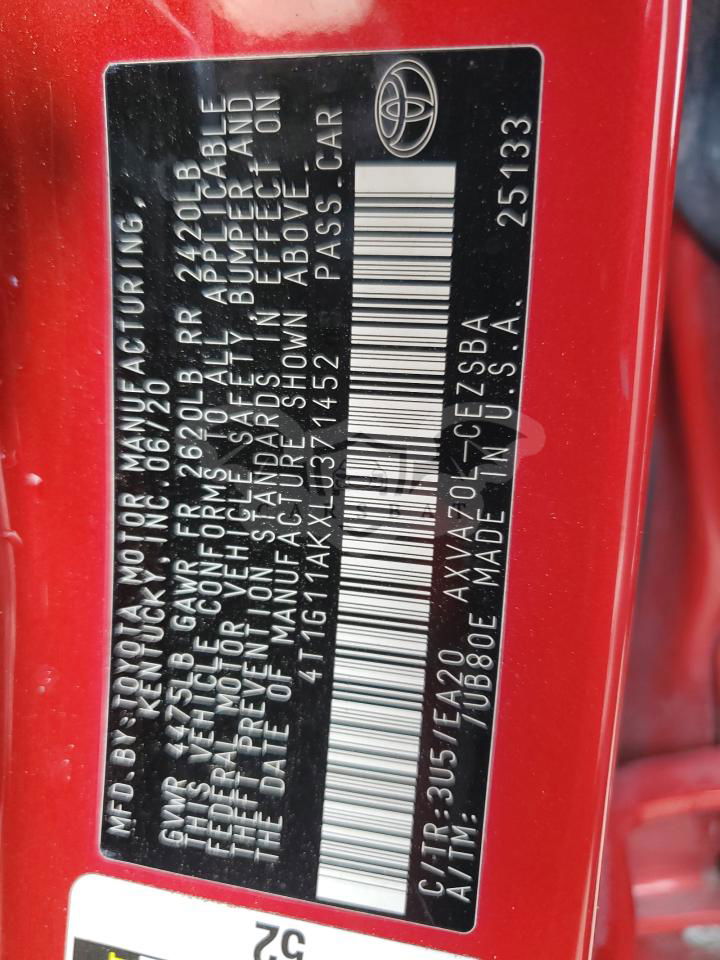 MFD.BY:TOYOTA MOTOR MANUFACTURING,
KENTUCKY,INC.06/20
GVWR 4475LB GAWR FR 2620LB RR 2420LB
THIS VEHICLE CONFORMS TO ALL APPLICABLE
FEDERAL MOTOR VEHICLE SAFETY,BUMPER AND
THEFT PREVENTION STANDARDS IN EFFECT ON
THE DATE OF MANUFACTURE SHOWN ABOVE.
4T1G11AKXLU371452 PASS.CAR
C/TR:3U5/EA20 AXVA70L-CEZSBA
A/TM: 7UB80E MADE IN U.S.A. 25133
52